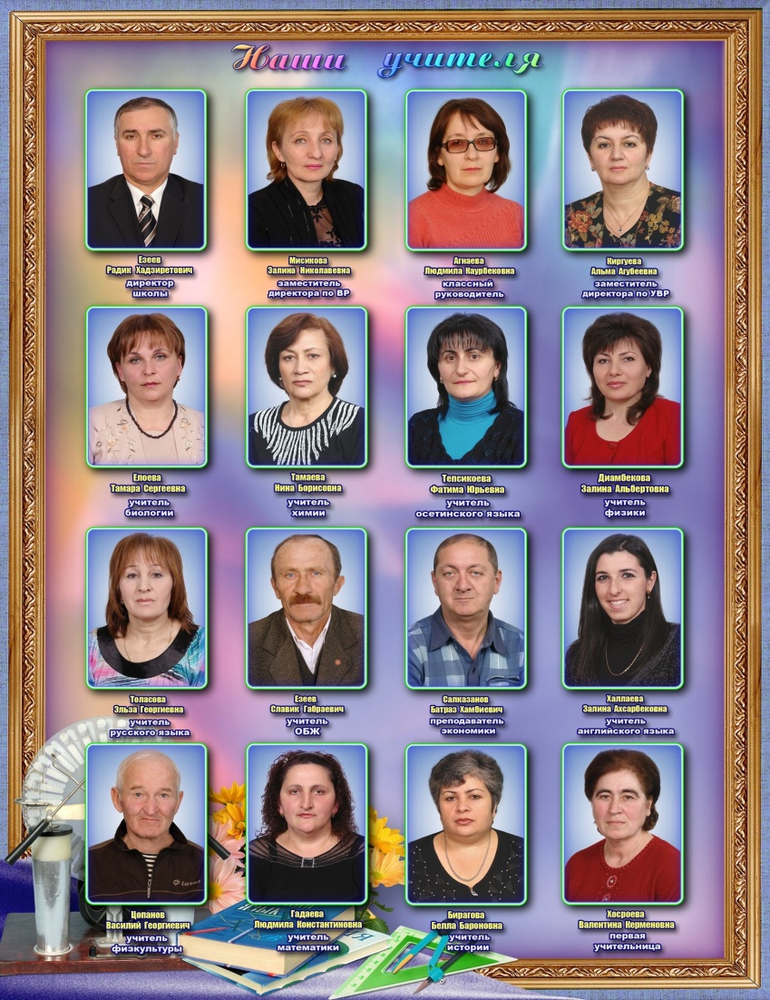 Наши учителя
Езеев
Радик Хадзиретович
директор
школы
Мисикова
Залина Николаевна
заместитель
директора по ВР
Агнаева
Людмила Каурбековна
классный
руководитель
Киргуева
Альма Агубеевна
заместитель
директора по УВР
Елоева
Тамара Сергеевна
учитель
биологии
Тамаева
Нина Борисовна
учитель
химии
Тепсикоева
Фатима Юрьевна
учитель
осетинского языка
Диамбекова
Залина Альбертовна
учитель
физики
Толасова
Эльза Георгиевна
учитель
русского языка
Езеев
Славик Габраевич
учитель
ОБЖ
Салказанов
Батраз Хамбиевич
преподаватель
экономики
Халлаева
Залина Ахсарбековна
учитель
английского языка
lotto
Цопанов
Василий Георгиевич
учитель
физкультуры
Гадаева
Людмила Константиновна
учитель
математики
Бирагова
Белла Бароновна
учитель
истории
Хосроева
Валентина Керменовна
первая
учительница